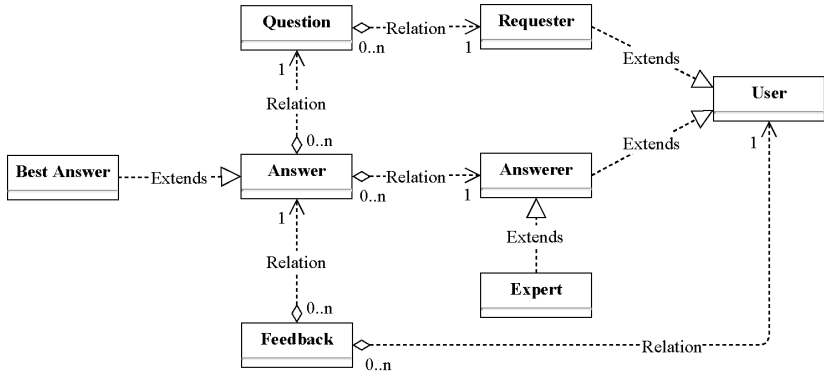 Question
Relation
Requester
0..n
1
Extends
1
User
Relation
Extends
0..n
1
Best Answer
Extends
Answer
Relation
Answerer
0..n
1
1
Extends
Relation
Expert
0..n
Feedback
Relation
0..n